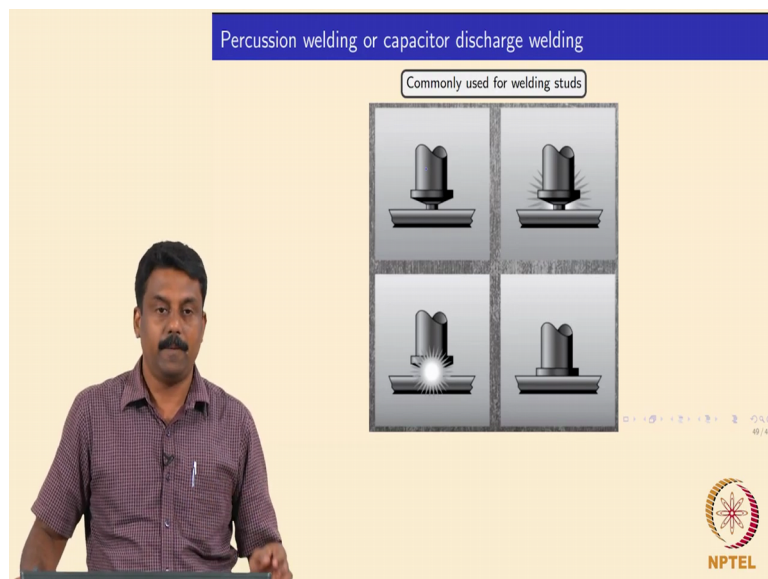 Percussion welding or capacitor discharge welding
Commonly used for welding studs
NPTEL